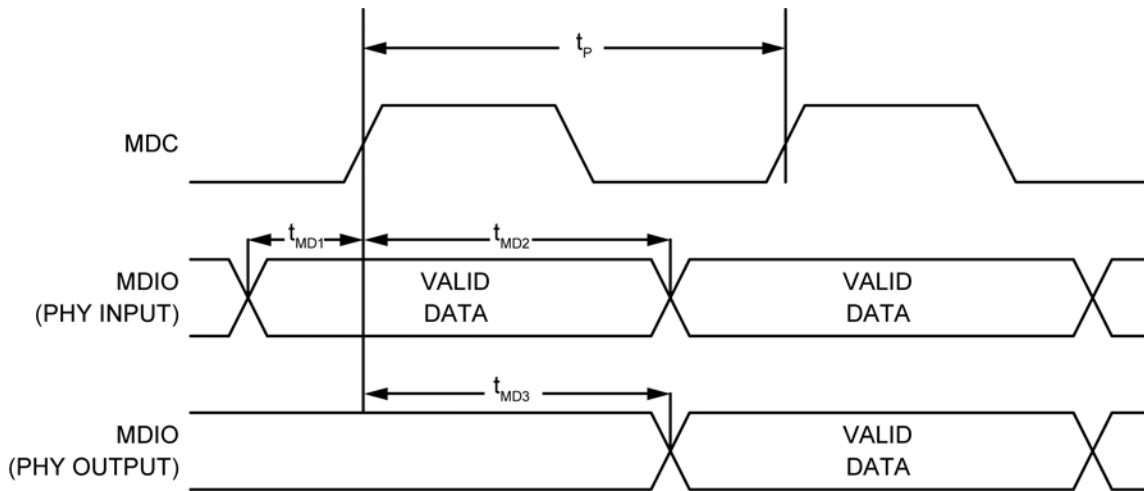 tP
MDC
tMD1
tMD2
MDIO
(PHY INPUT)
VALID
DATA
VALID
DATA
tMD3
MDIO
(PHY OUTPUT)
VALID
DATA